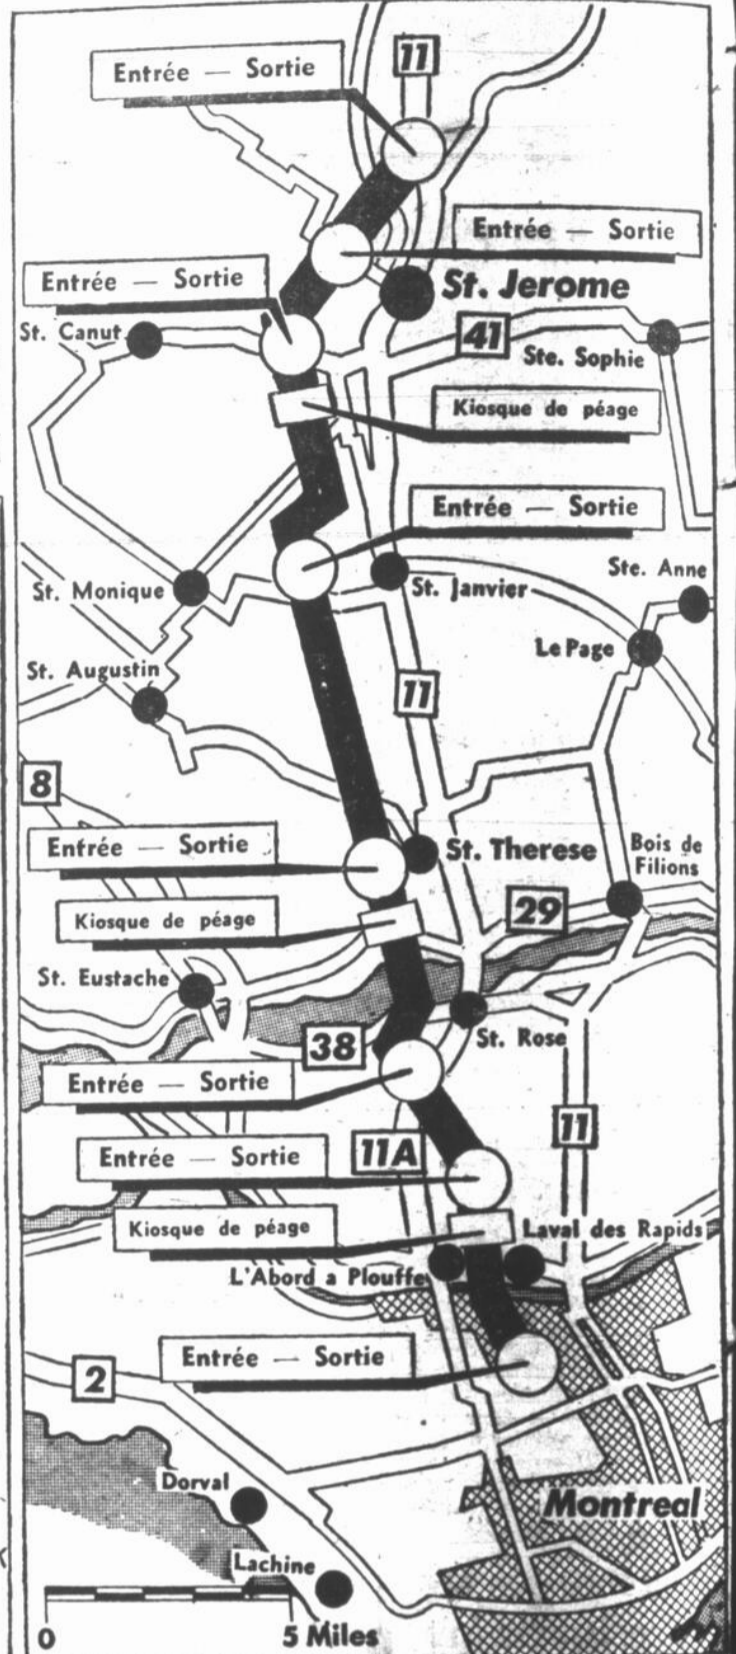 11
Entrée — Sortie
Entrée — Sortie
Entrée — Sortie
St. Jerome
St. Canut
41
Ste. Sophie
Kiosque de péage
Entrée — Sortie
Ste. Anne
St. Monique
St. Janvier
Le Page
St. Augustin
11
8
Entrée — Sortie
St. Therese
Bois de
Filions
Kiosque de péage
29
St. Eustache
St. Rose
38
Entrée — Sortie
11
Entrée — Sortie
11A
Kiosque de péage
Laval des Rapids
L'Abord a Plouffe
Entrée — Sortie
2
Dorval
Montreal
Lachine
0
5 Miles